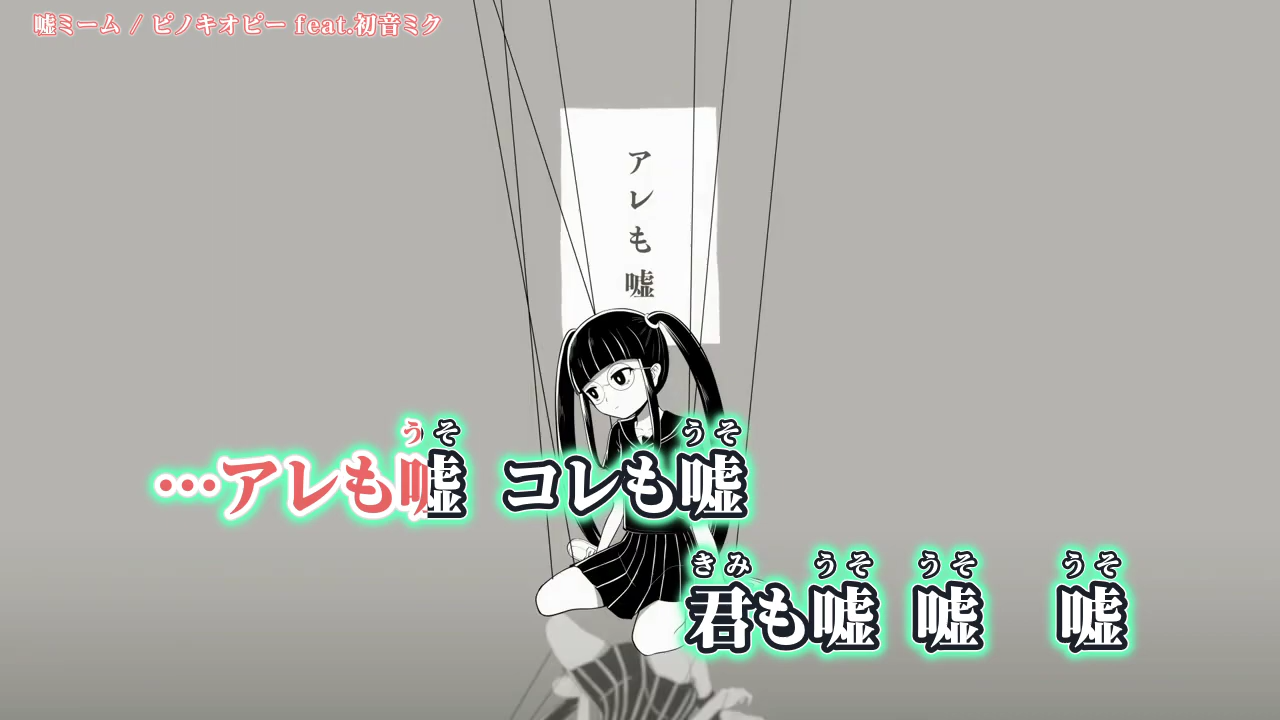 嘘ミーム / ピノキオピー feat.初音ミク
アレも嘘
うそ うそ
…アレも嘘 コレも嘘
きみ うそ うそ うそ
君も嘘 嘘 嘘